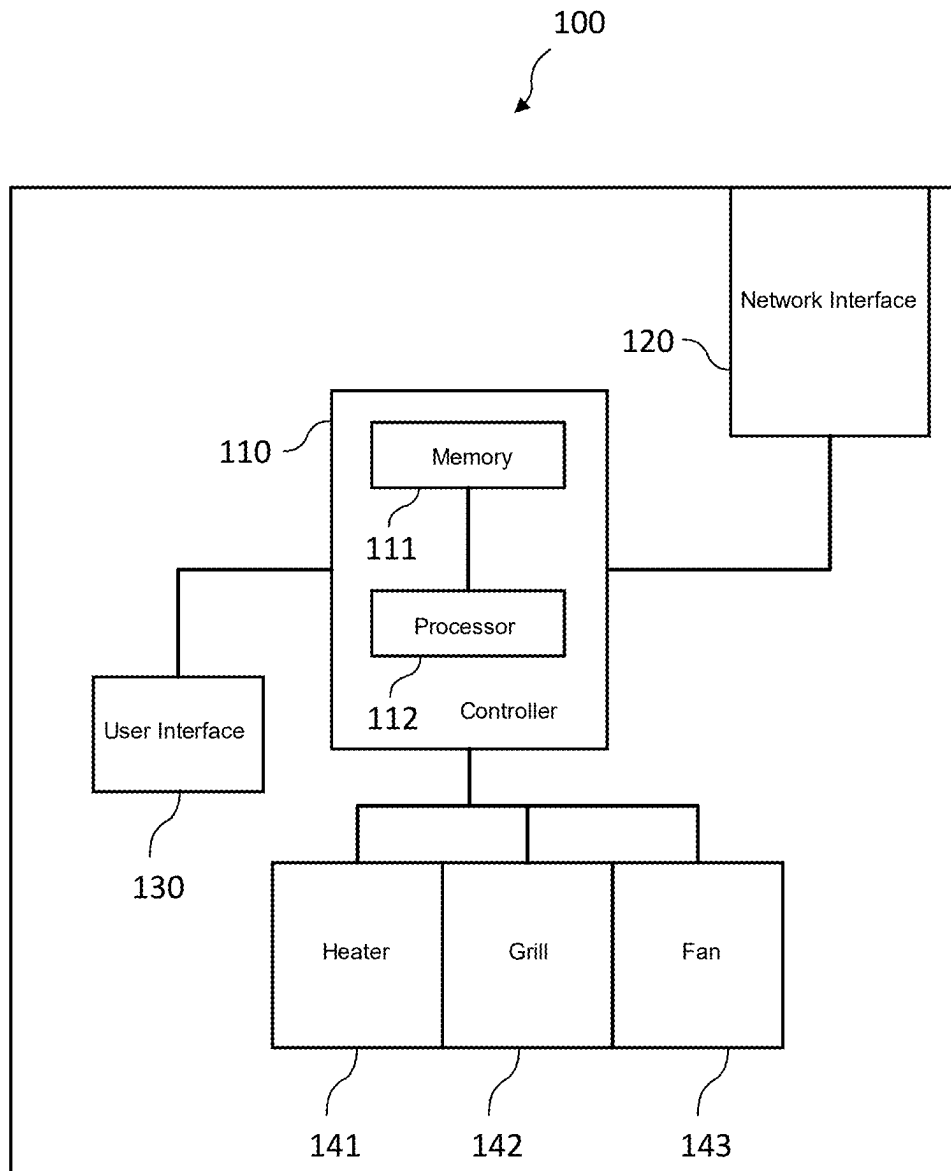 100
Network Interface
120
110
Memory
111
Processor
112
Controller
User Interface
130
Heater
Grill
Fan
141
142
143